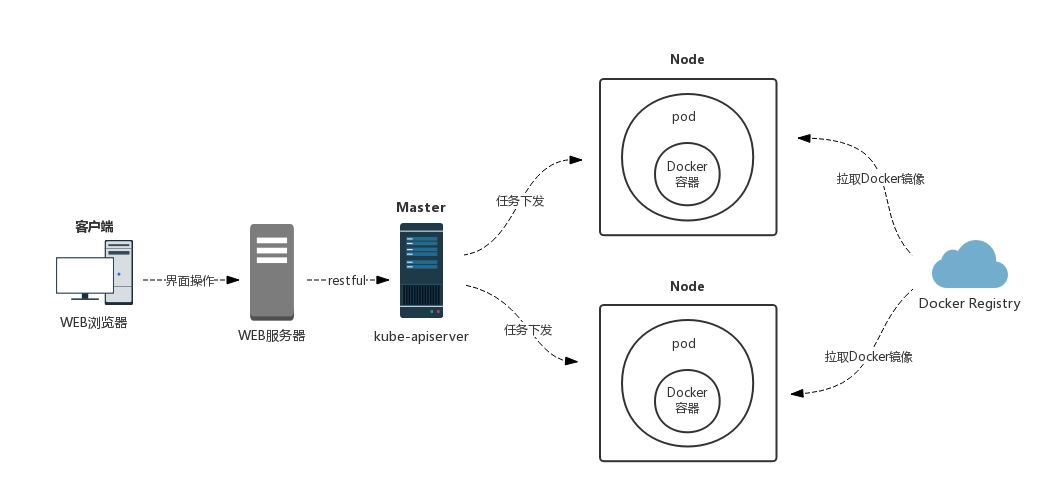 客户端
WEB浏览器
界面操作
WEB服务器
restful
Master
kube-apiserver
任务下发
任务下发
Node
pod
Docker
容器
Node
pod
Docker
容器
拉取Docker镜像
拉取Docker镜像
Docker Registry